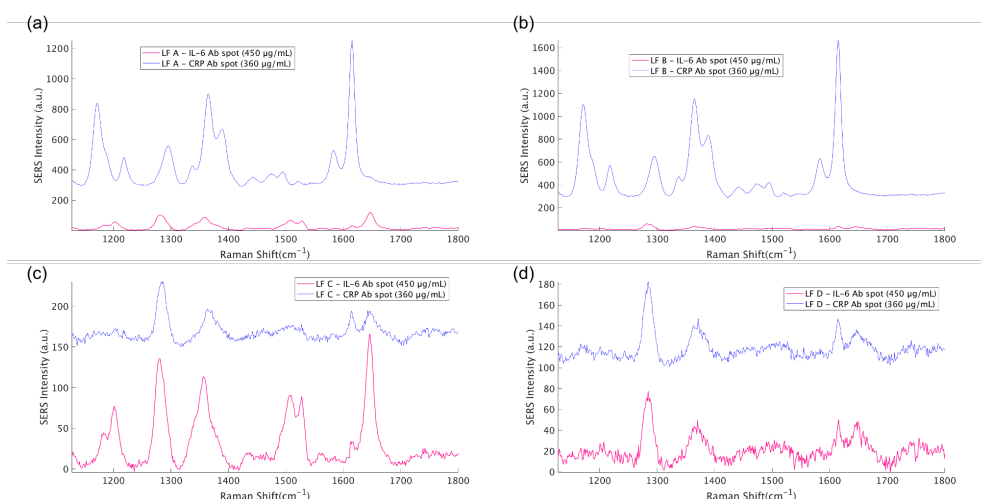 (a)
LF A – IL-6 Ab spot (450 µg/mL)
LF A – CRP Ab spot (360 µg/mL)
1200
1000
800
600
400
200
SERS Intensity (a.u.)
1200 1300 1400 1500 1600 1700 1800
Raman Shift(cm⁻¹)
(b)
LF B – IL-6 Ab spot (450 µg/mL)
LF B – CRP Ab spot (360 µg/mL)
1600
1400
1200
1000
800
600
400
200
SERS Intensity (a.u.)
1200 1300 1400 1500 1600 1700 1800
Raman Shift(cm⁻¹)
(c)
LF C – IL-6 Ab spot (450 µg/mL)
LF C – CRP Ab spot (360 µg/mL)
200
150
100
50
0
SERS Intensity (a.u.)
1200 1300 1400 1500 1600 1700 1800
Raman Shift(cm⁻¹)
(d)
LF D – IL-6 Ab spot (450 µg/mL)
LF D – CRP Ab spot (360 µg/mL)
180
160
140
120
100
80
60
40
20
0
SERS Intensity (a.u.)
1200 1300 1400 1500 1600 1700 1800
Raman Shift(cm⁻¹)